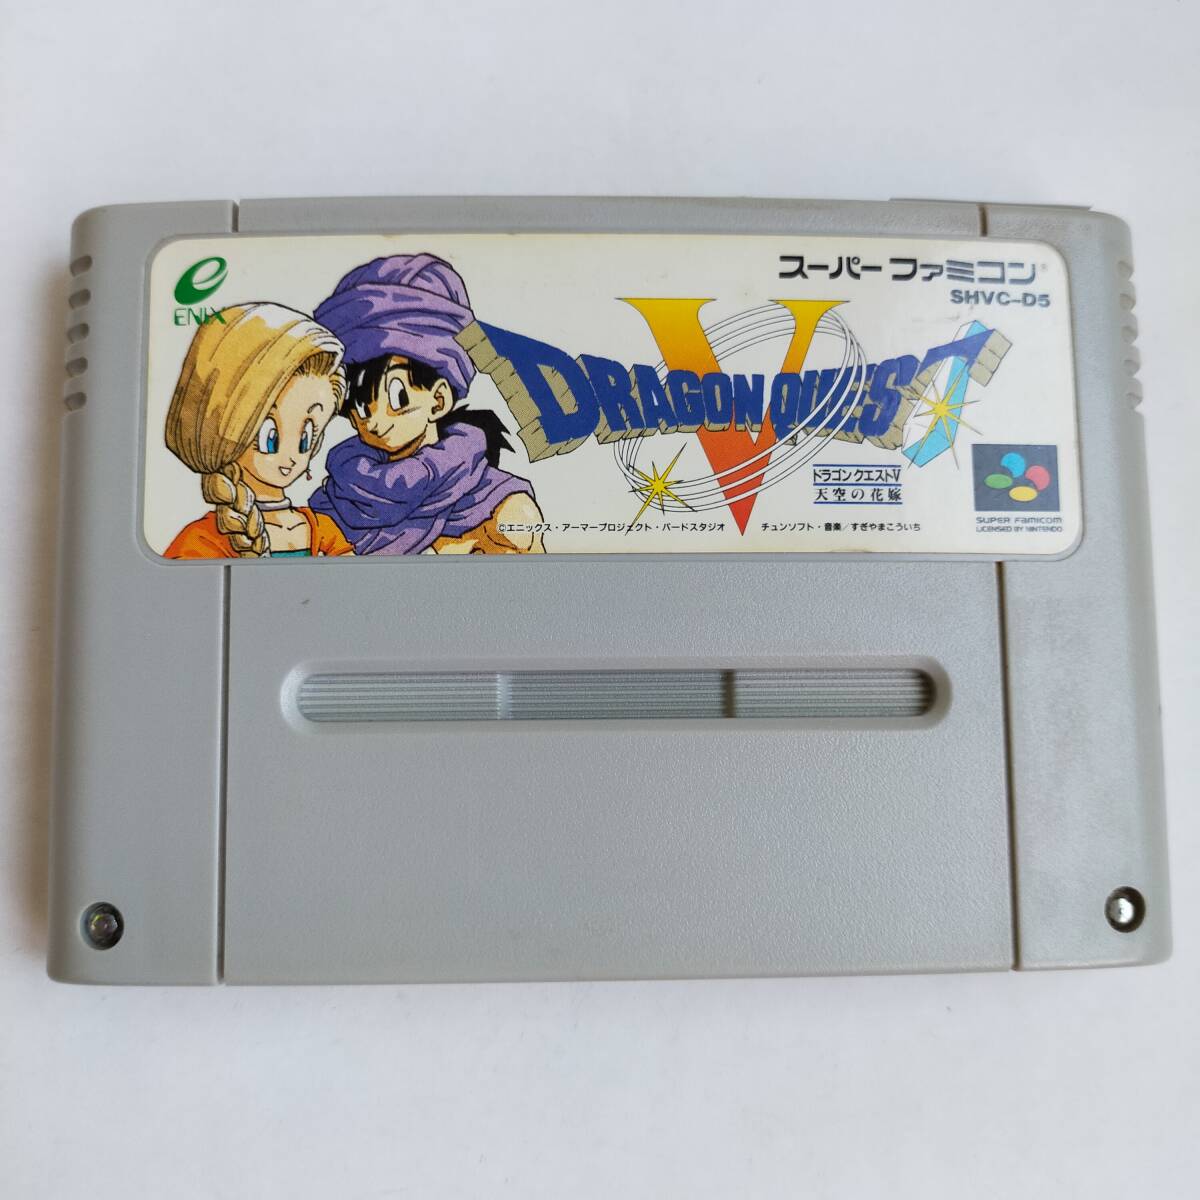 ENIX
スーパーファミコン®
SHVC-D5
DRAGON QUEST
V
ドラゴンクエストV
天空の花嫁
SUPER FAMICOM
LICENSED BY NINTENDO
©エニックス・アーマープロジェクト・バードスタジオ チュンソフト・音楽/すぎやまこういち